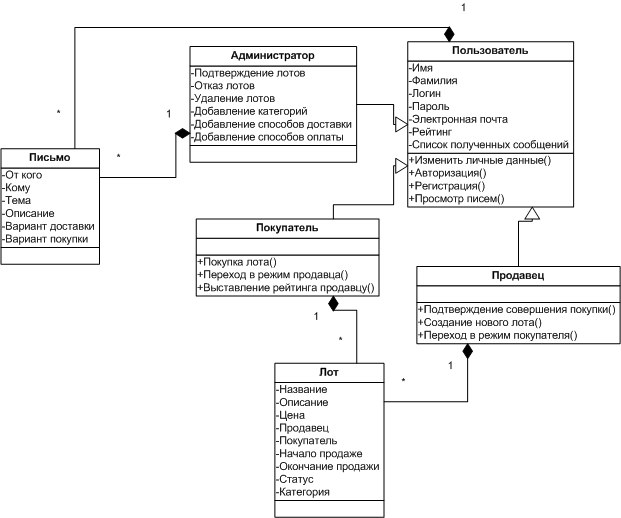 1
Администратор
-Подтверждение лотов
-Отказ лотов
-Удаление лотов
-Добавление категорий
-Добавление способов доставки
-Добавление способов оплаты
Пользователь
-Имя
-Фамилия
-Логин
-Пароль
-Электронная почта
-Рейтинг
-Список полученных сообщений
+Изменить личные данные()
+Авторизация()
+Регистрация()
+Просмотр писем()
*
1
*
Письмо
-От кого
-Кому
-Тема
-Описание
-Вариант доставки
-Вариант покупки
Покупатель
+Покупка лота()
+Переход в режим продавца()
+Выставление рейтинга продавцу()
Продавец
+Подтверждение совершения покупки()
+Создание нового лота()
+Переход в режим покупателя()
1
*
1
*
Лот
-Название
-Описание
-Цена
-Продавец
-Покупатель
-Начало продаже
-Окончание продажи
-Статус
-Категория